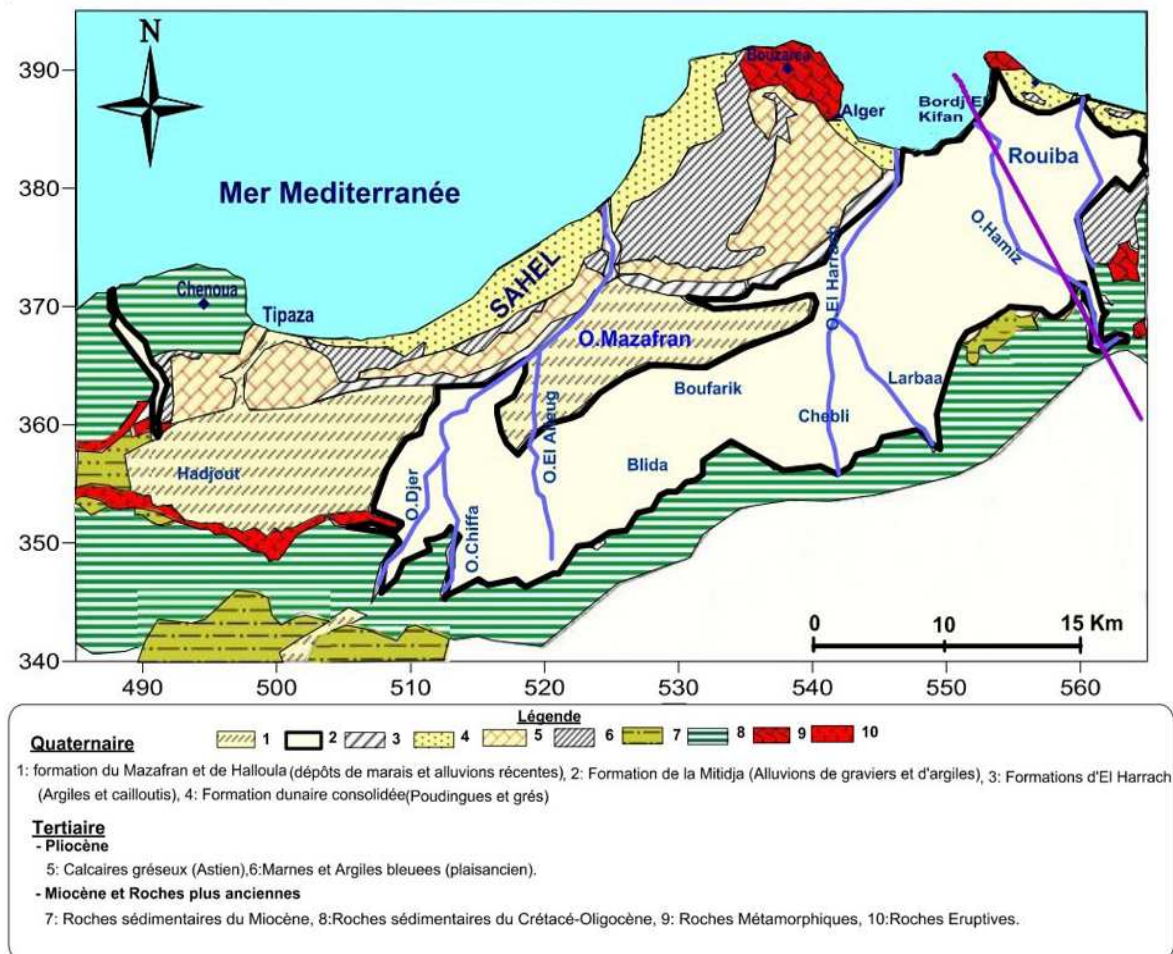 N
390
380
370
360
350
340
490
500
510
520
530
540
550
560
Bouzarea
Alger
Bordj El
Kifan
Rouiba
Mer Mediterranée
SAHEL
O.Hamiz
O.El Harrach
Chenoua
Tipaza
O.Mazafran
Boufarik
Larbaa
Chebli
Hadjout
Blida
O.Djer
O.Chiffa
0 10 15 Km
Légende
Quaternaire 1 2 3 4 5 6 7 8 9 10
1: formation du Mazafran et de Halloula (dépôts de marais et alluvions récentes), 2: Formation de la Mitidja (Alluvions de graviers et d'argiles), 3: Formations d'El Harrach
(Argiles et cailloutis), 4: Formation dunaire consolidée(Poudingues et grés)
Tertiaire
- Pliocène
5: Calcaires gréseux (Astien),6:Marnes et Argiles bleuees (plaisancien).
- Miocène et Roches plus anciennes
7: Roches sédimentaires du Miocène, 8:Roches sédimentaires du Crétacé-Oligocène, 9: Roches Métamorphiques, 10:Roches Eruptives.